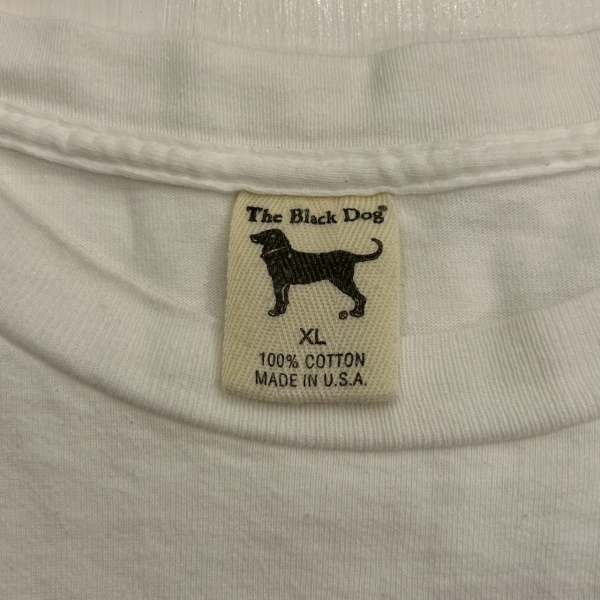 The Black Dog®
®
XL
100% COTTON
MADE IN U.S.A.